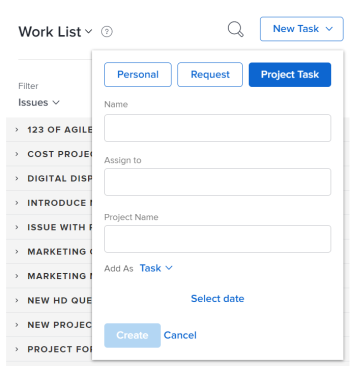 Work List
?
New Task
Personal
Request
Project Task
Filter
Issues
Name
123 OF AGILE
COST PROJE
Assign to
DIGITAL DISP
INTRODUCE
ISSUE WITH
Project Name
MARKETING
MARKETING
Add As Task
NEW HD QUE
Select date
NEW PROJEC
Create Cancel
PROJECT FO